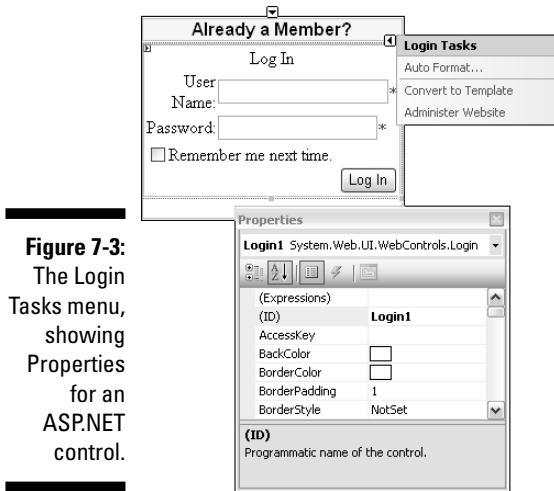 Already a Member?
Log In
User
Name:
*
Password:
*
Remember me next time.
Log In
Login Tasks
Auto Format...
Convert to Template
Administer Website
Properties
Login1 System.Web.UI.WebControls.Login
(Expressions)
(ID) Login1
AccessKey
BackColor
BorderColor
BorderPadding 1
BorderStyle NotSet
(ID)
Programmatic name of the control.
Figure 7-3:
The Login
Tasks menu,
showing
Properties
for an
ASP.NET
control.